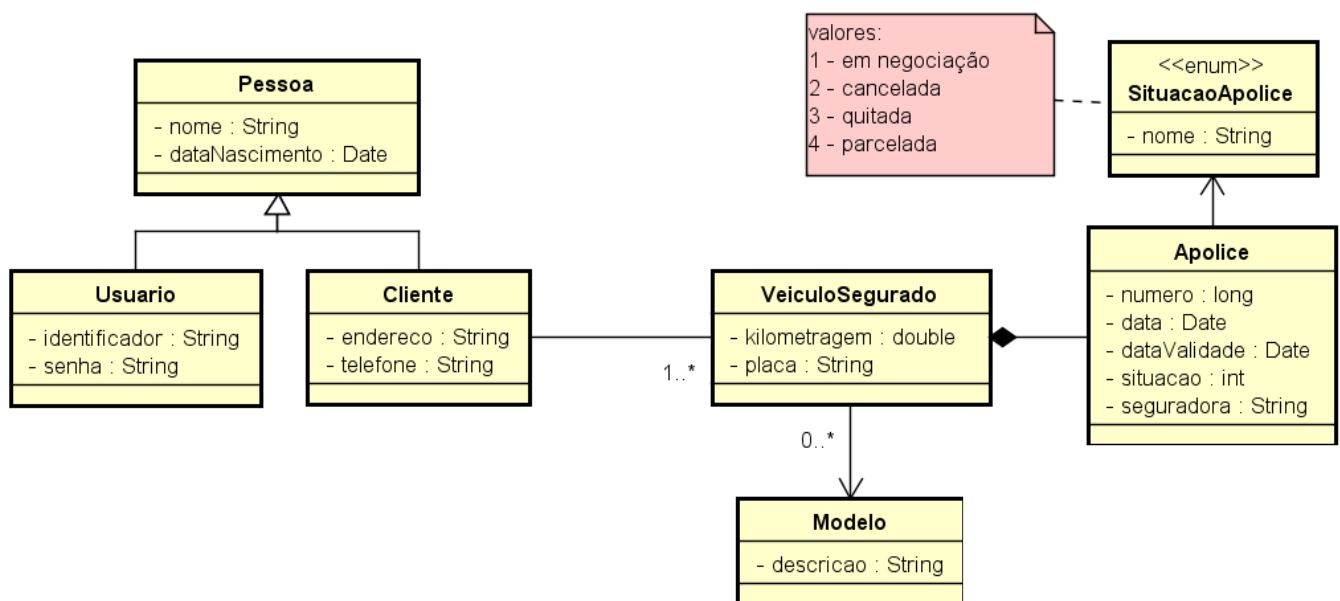 valores:
1 - em negociação
2 - cancelada
3 - quitada
4 - parcelada
<<enum>>
SituacaoApolice
- nome : String
Pessoa
- nome : String
- dataNascimento : Date
Usuario
- identificador : String
- senha : String
Cliente
- endereco : String
- telefone : String
1..*
VeiculoSegurado
- kilometragem : double
- placa : String
0..*
Apolice
- numero : long
- data : Date
- dataValidade : Date
- situacao : int
- seguradora : String
Modelo
- descricao : String